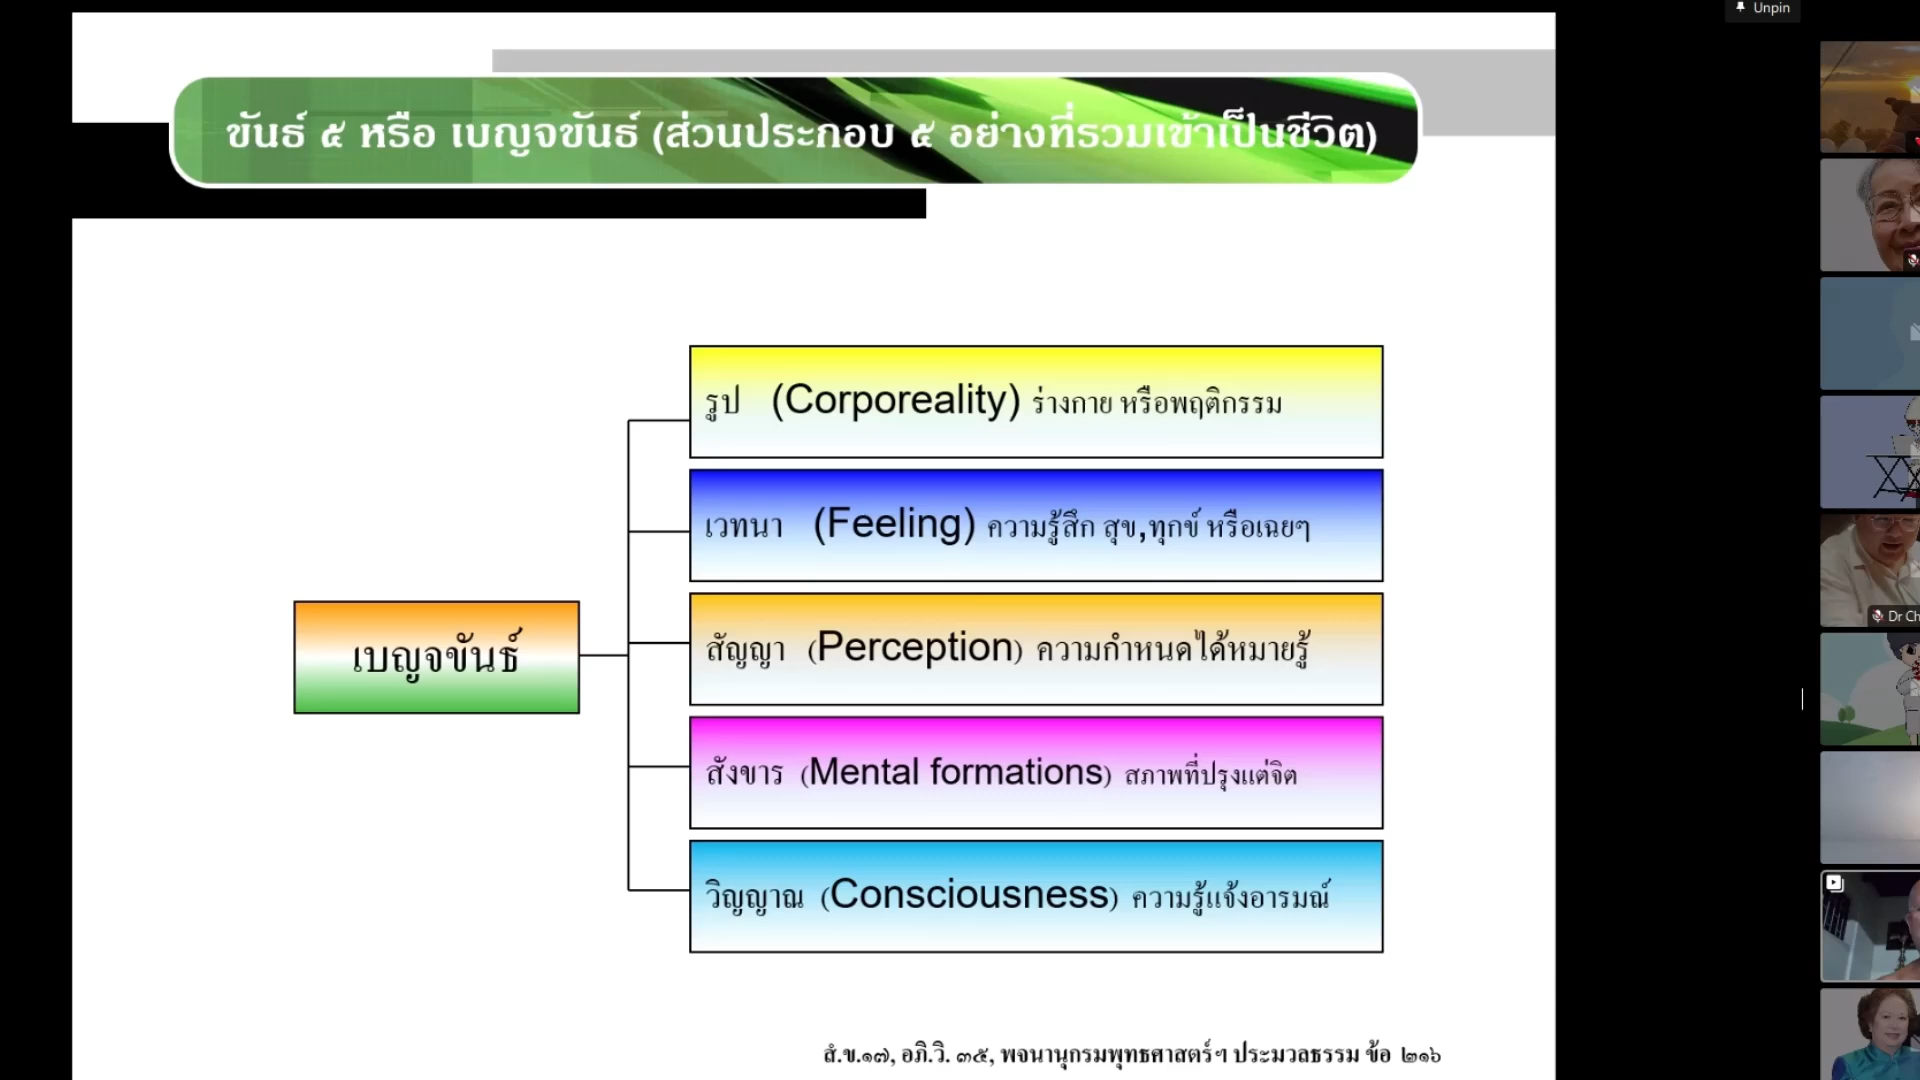 Unpin
ขันธ์ ๕ หรือ เบญจขันธ์ (ส่วนประกอบ ๕ อย่างที่รวมเข้าเป็นชีวิต)
รูป (Corporeality) ร่างกาย หรือพฤติกรรม
เวทนา (Feeling) ความรู้สึก สุข,ทุกข์ หรือเฉยๆ
เบญจขันธ์
สัญญา (Perception) ความกำหนดได้หมายรู้
สังขาร (Mental formations) สภาพที่ปรุงแต่จิต
วิญญาณ (Consciousness) ความรู้แจ้งอารมณ์
สํ.ข.๑๗, อภิ.วิ. ๓๕, พจนานุกรมพุทธศาสตร์ฯ ประมวลธรรม ข้อ ๒๑๖
Dr Ch